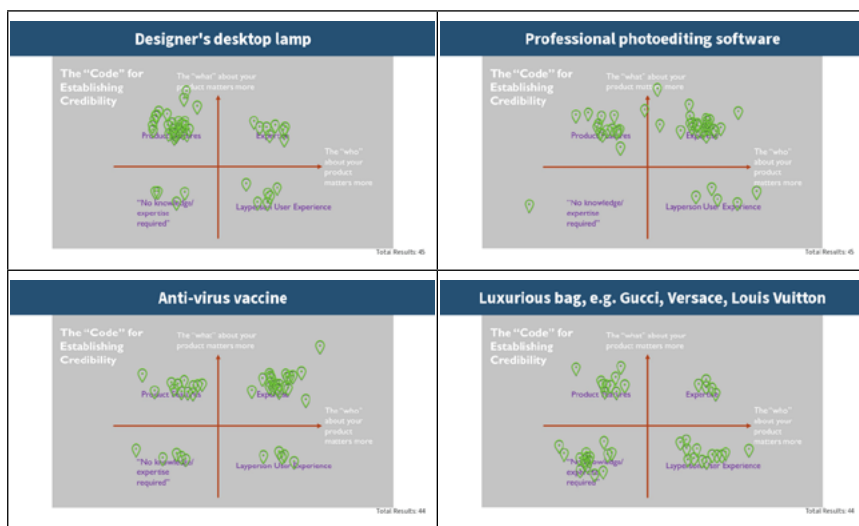 Designer's desktop lamp
The "Code" for
Establishing
Credibility
The "what" about your
product matters more
Product Features
Expertise
The "who"
about your
product
matters more
"No knowledge/
expertise
required"
Layperson User Experience
Total Results: 45
Professional photoediting software
The "Code" for
Establishing
Credibility
The "what" about your
product matters more
Product Features
Expertise
The "who"
about your
product
matters more
"No knowledge/
expertise
required"
Layperson User Experience
Total Results: 45
Anti-virus vaccine
The "Code" for
Establishing
Credibility
The "what" about your
product matters more
Product Features
Expertise
The "who"
about your
product
matters more
"No knowledge/
expertise
required"
Layperson User Experience
Total Results: 44
Luxurious bag, e.g. Gucci, Versace, Louis Vuitton
The "Code" for
Establishing
Credibility
The "what" about your
product matters more
Product Features
Expertise
The "who"
about your
product
matters more
"No knowledge/
expertise
required"
Layperson User Experience
Total Results: 44